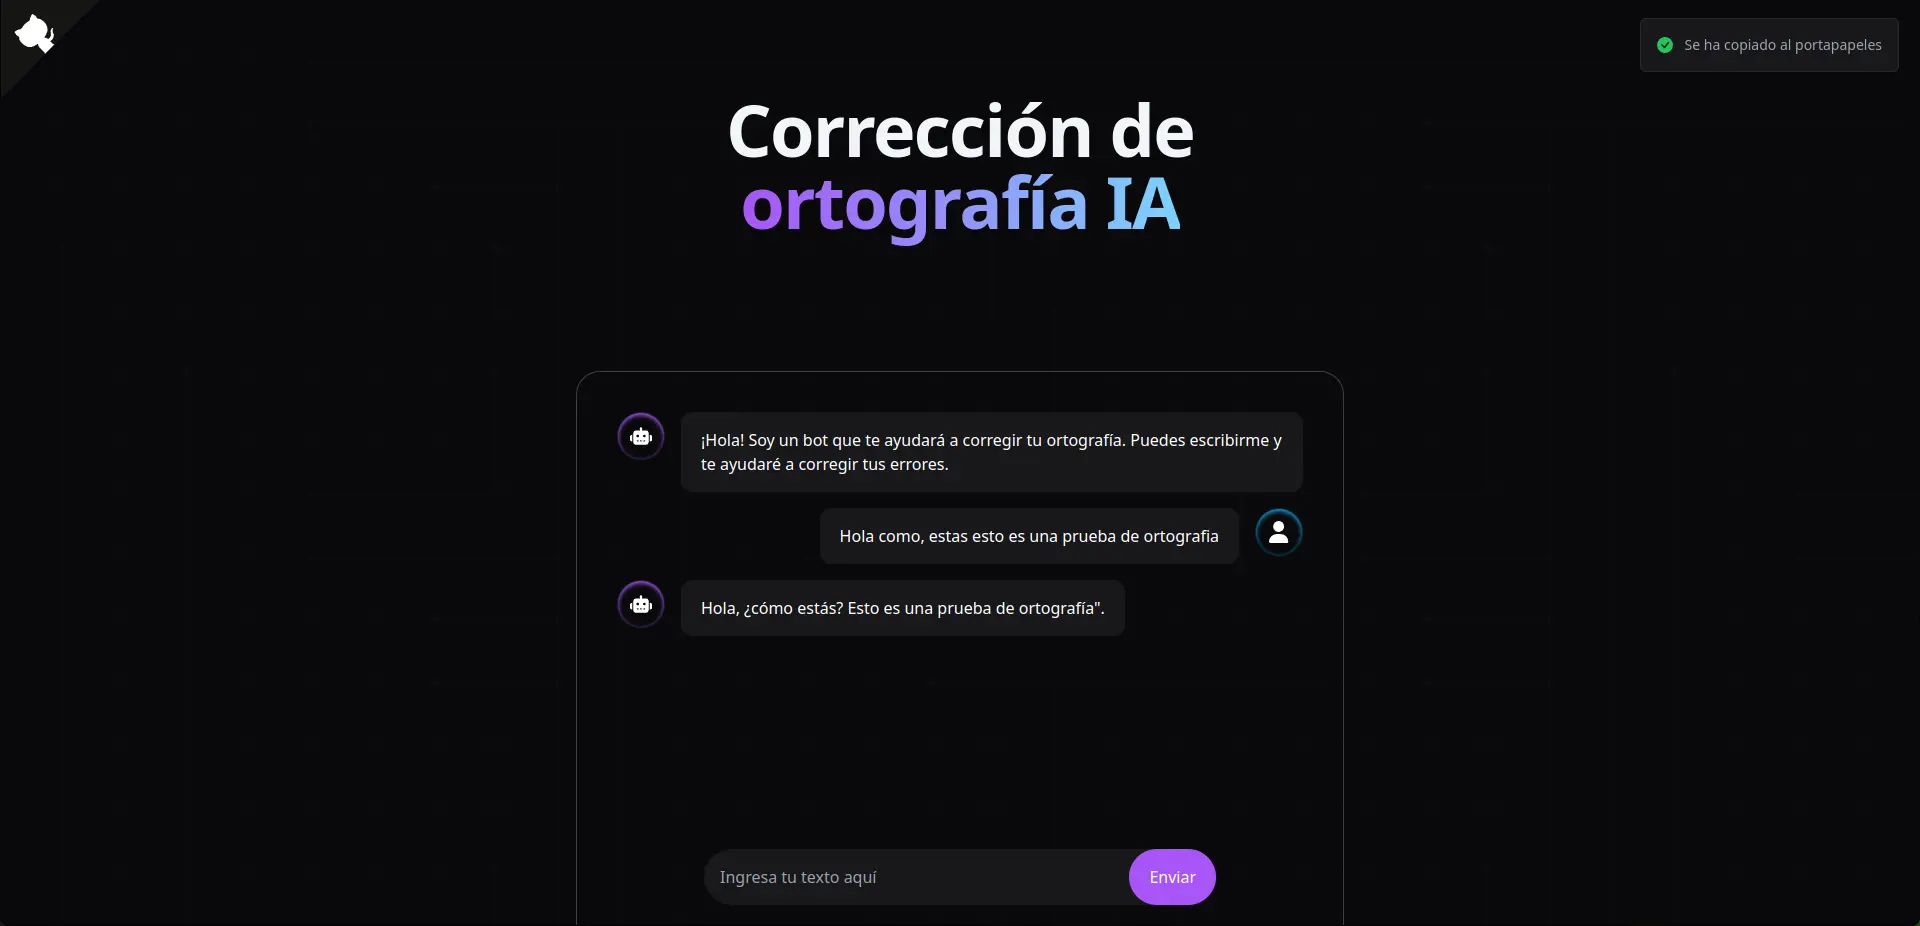 Se ha copiado al portapapeles
Corrección de
ortografía IA
¡Hola! Soy un bot que te ayudará a corregir tu ortografía. Puedes escribirme y
te ayudaré a corregir tus errores.
Hola como, estas esto es una prueba de ortografia
Hola, ¿cómo estás? Esto es una prueba de ortografía".
Ingresa tu texto aquí
Enviar